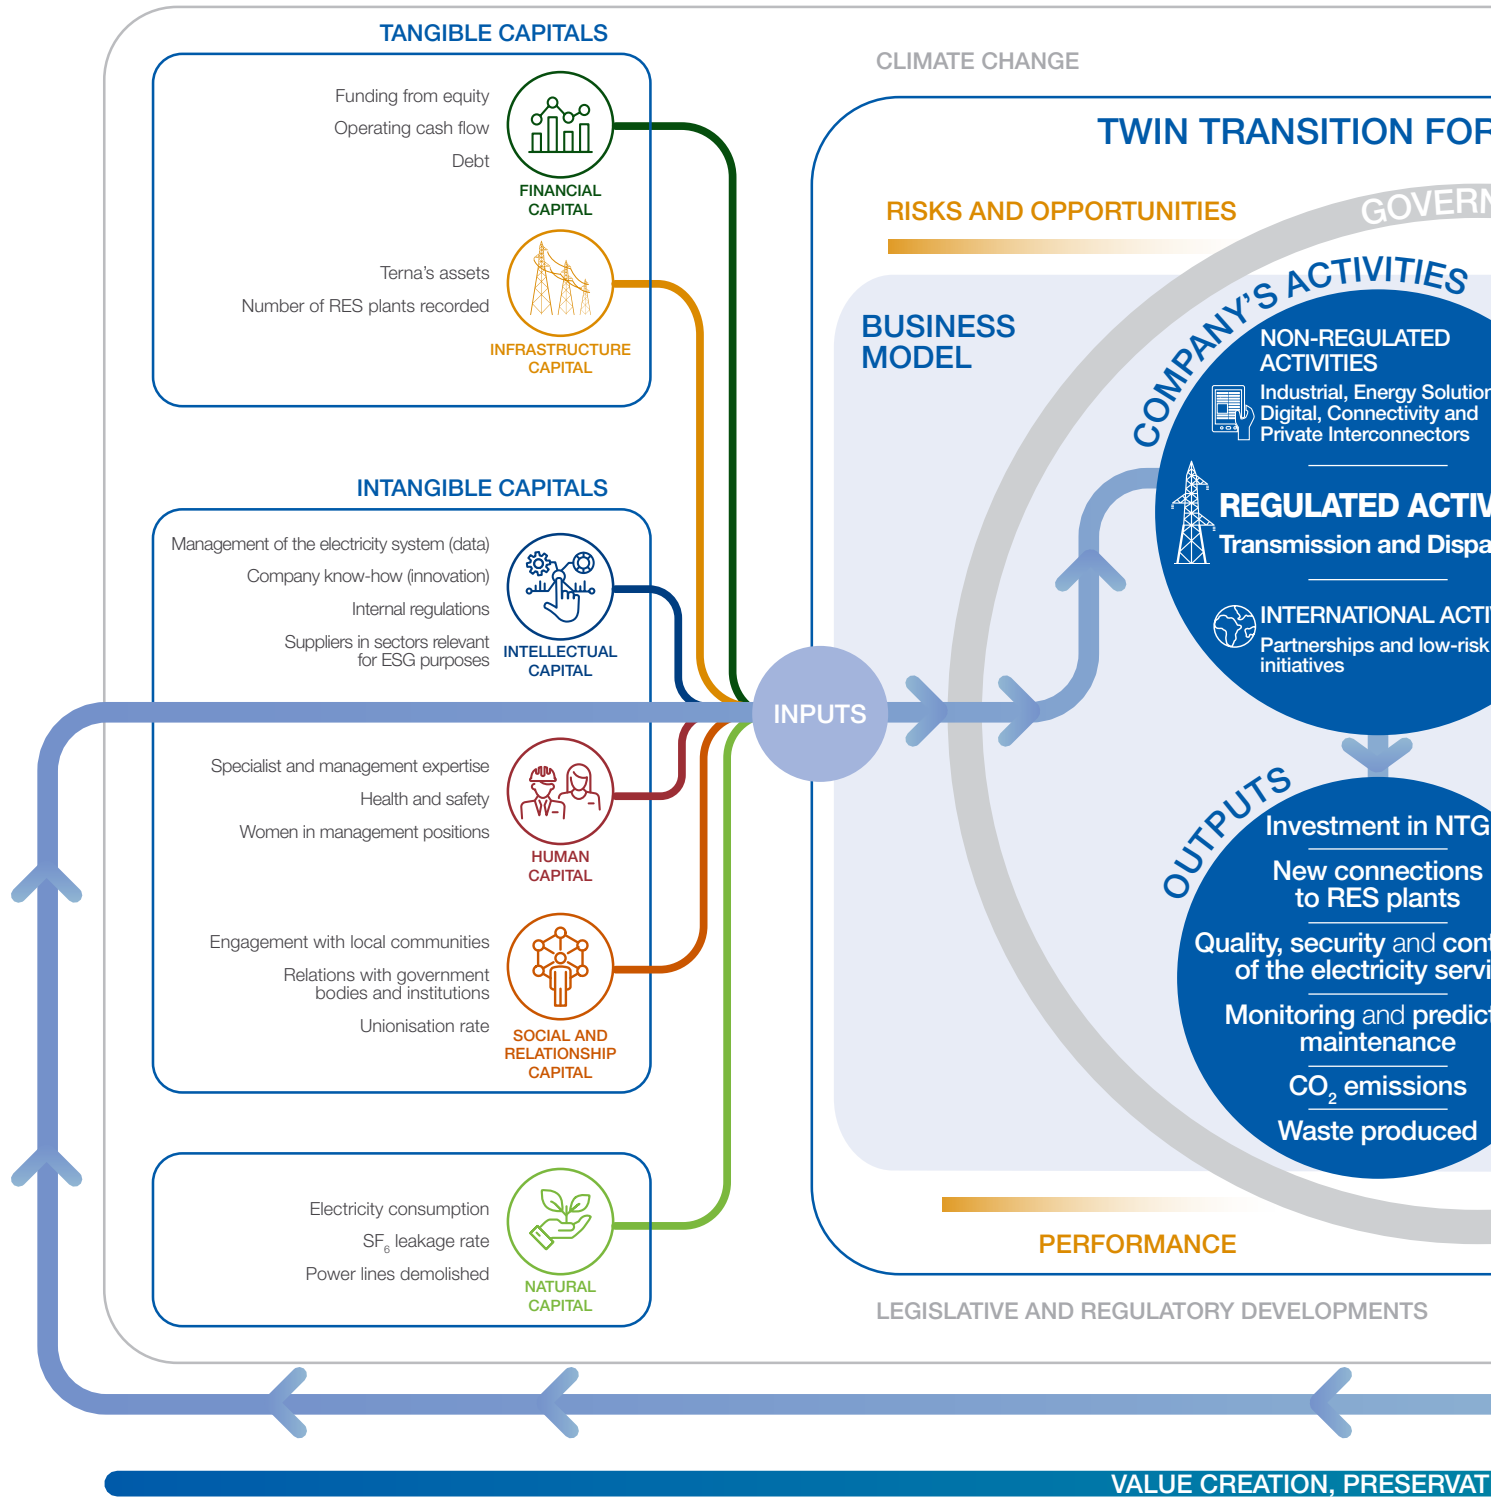 TANGIBLE CAPITALS
Funding from equity
Operating cash flow
Debt
FINANCIAL
CAPITAL
Terna's assets
Number of RES plants recorded
INFRASTRUCTURE
CAPITAL
INTANGIBLE CAPITALS
Management of the electricity system (data)
Company know-how (innovation)
Internal regulations
Suppliers in sectors relevant
for ESG purposes
INTELLECTUAL
CAPITAL
Specialist and management expertise
Health and safety
Women in management positions
HUMAN
CAPITAL
Engagement with local communities
Relations with government
bodies and institutions
Unionisation rate
SOCIAL AND
RELATIONSHIP
CAPITAL
Electricity consumption
SF6 leakage rate
Power lines demolished
NATURAL
CAPITAL
INPUTS
CLIMATE CHANGE
TWIN TRANSITION FOR
RISKS AND OPPORTUNITIES
GOVERN
BUSINESS
MODEL
COMPANY'S ACTIVITIES
NON-REGULATED
ACTIVITIES
Industrial, Energy Solution
Digital, Connectivity and
Private Interconnectors
REGULATED ACTIV
Transmission and Dispa
INTERNATIONAL ACTI
Partnerships and low-risk
initiatives
OUTPUTS
Investment in NTG
New connections
to RES plants
Quality, security and cont
of the electricity servi
Monitoring and predict
maintenance
CO2 emissions
Waste produced
PERFORMANCE
LEGISLATIVE AND REGULATORY DEVELOPMENTS
VALUE CREATION, PRESERVAT